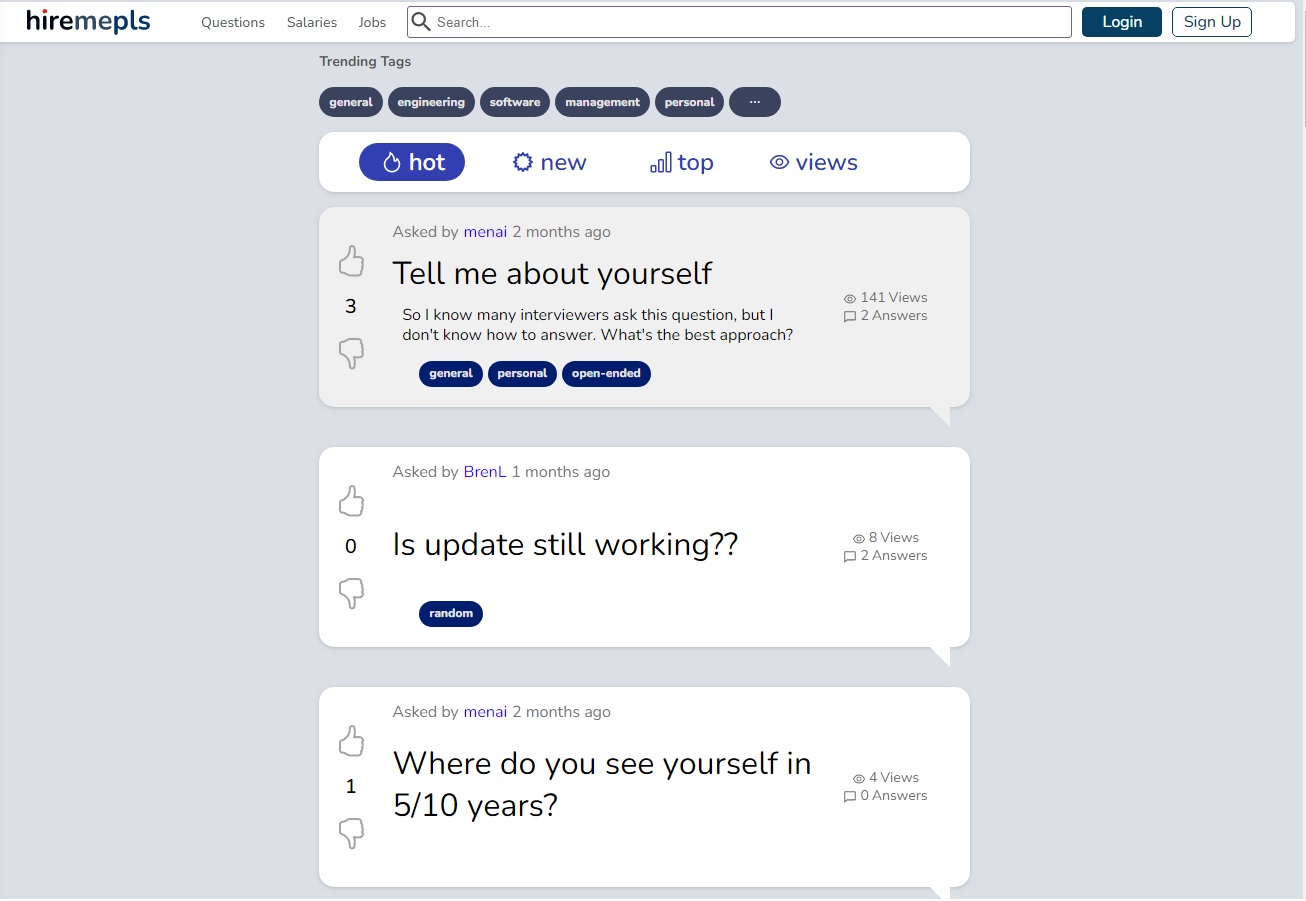 hiremepls Questions Salaries Jobs Search... Login Sign Up
Trending Tags
general engineering software management personal ...
hot new top views
Asked by menai 2 months ago
Tell me about yourself
3
So I know many interviewers ask this question, but I
don't know how to answer. What's the best approach?
141 Views
2 Answers
general personal open-ended
Asked by BrenL 1 months ago
0
Is update still working??
8 Views
2 Answers
random
Asked by menai 2 months ago
1
Where do you see yourself in
5/10 years?
4 Views
0 Answers